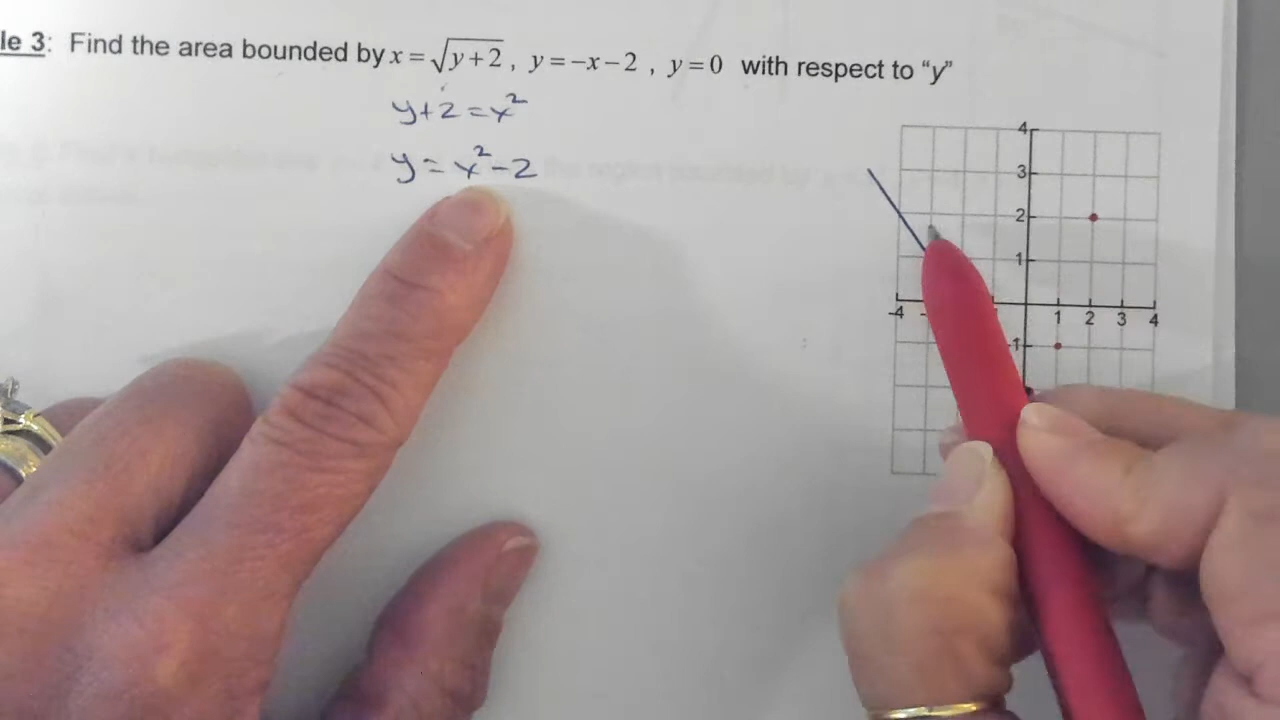 le 3: Find the area bounded by x = √(y+2) , y = −x − 2 , y = 0 with respect to “y”
y+2 = x²
y = x² − 2
4
3
2
1
-4 1 2 3 4
-1